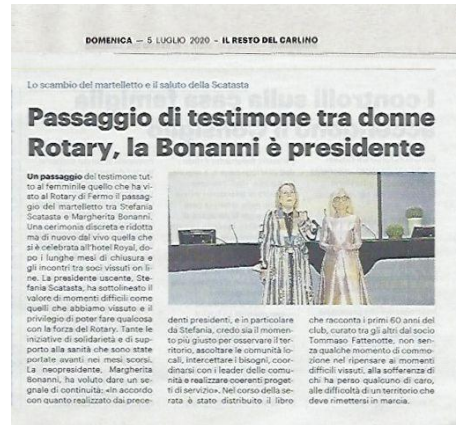 DOMENICA — 5 LUGLIO 2020 – IL RESTO DEL CARLINO
Lo scambio del martelletto e il saluto della Scatasta
Passaggio di testimone tra donne
Rotary, la Bonanni è presidente
Un passaggio del testimone tut-
to al femminile quello che ha vi-
sto al Rotary di Fermo il passag-
gio del martelletto tra Stefania
Scatasta e Margherita Bonanni.
Una cerimonia discreta e ridotta
ma di nuovo dal vivo quella che
si è celebrata all'hotel Royal, do-
po i lunghe mesi di chiusura e
gli incontri tra soci vissuti on li-
ne. La presidente uscente, Ste-
fania Scatasta, ha sottolineato il
valore di momenti difficili come
quelli che abbiamo vissuto e il
privilegio di poter fare qualcosa
con la forza del Rotary. Tante le
iniziative di solidarietà e di sup-
porto alla sanità che sono state
portate avanti nei mesi scorsi.
La neopresidente, Margherita
Bonanni, ha voluto dare un se-
gnale di continuità; «In accordo
con quanto realizzato dai prece-
denti presidenti, e in particolare
da Stefania, credo sia il momen-
to più giusto per osservare il ter-
ritorio, ascoltare le comunità lo-
cali, intercettare i bisogni, coor-
dinarsi con i leader delle comu-
nità e realizzare coerenti proget-
ti di servizio». Nel corso della se-
rata è stato distribuito il libro
che racconta i primi 60 anni del
club, curato tra gli altri dal socio
Tommaso Fattenotte, non sen-
za qualche momento di commo-
zione nel ripensare ai momenti
difficili vissuti, alla sofferenza di
chi ha perso qualcuno di caro,
alle difficoltà di un territorio che
deve rimettersi in marcia.